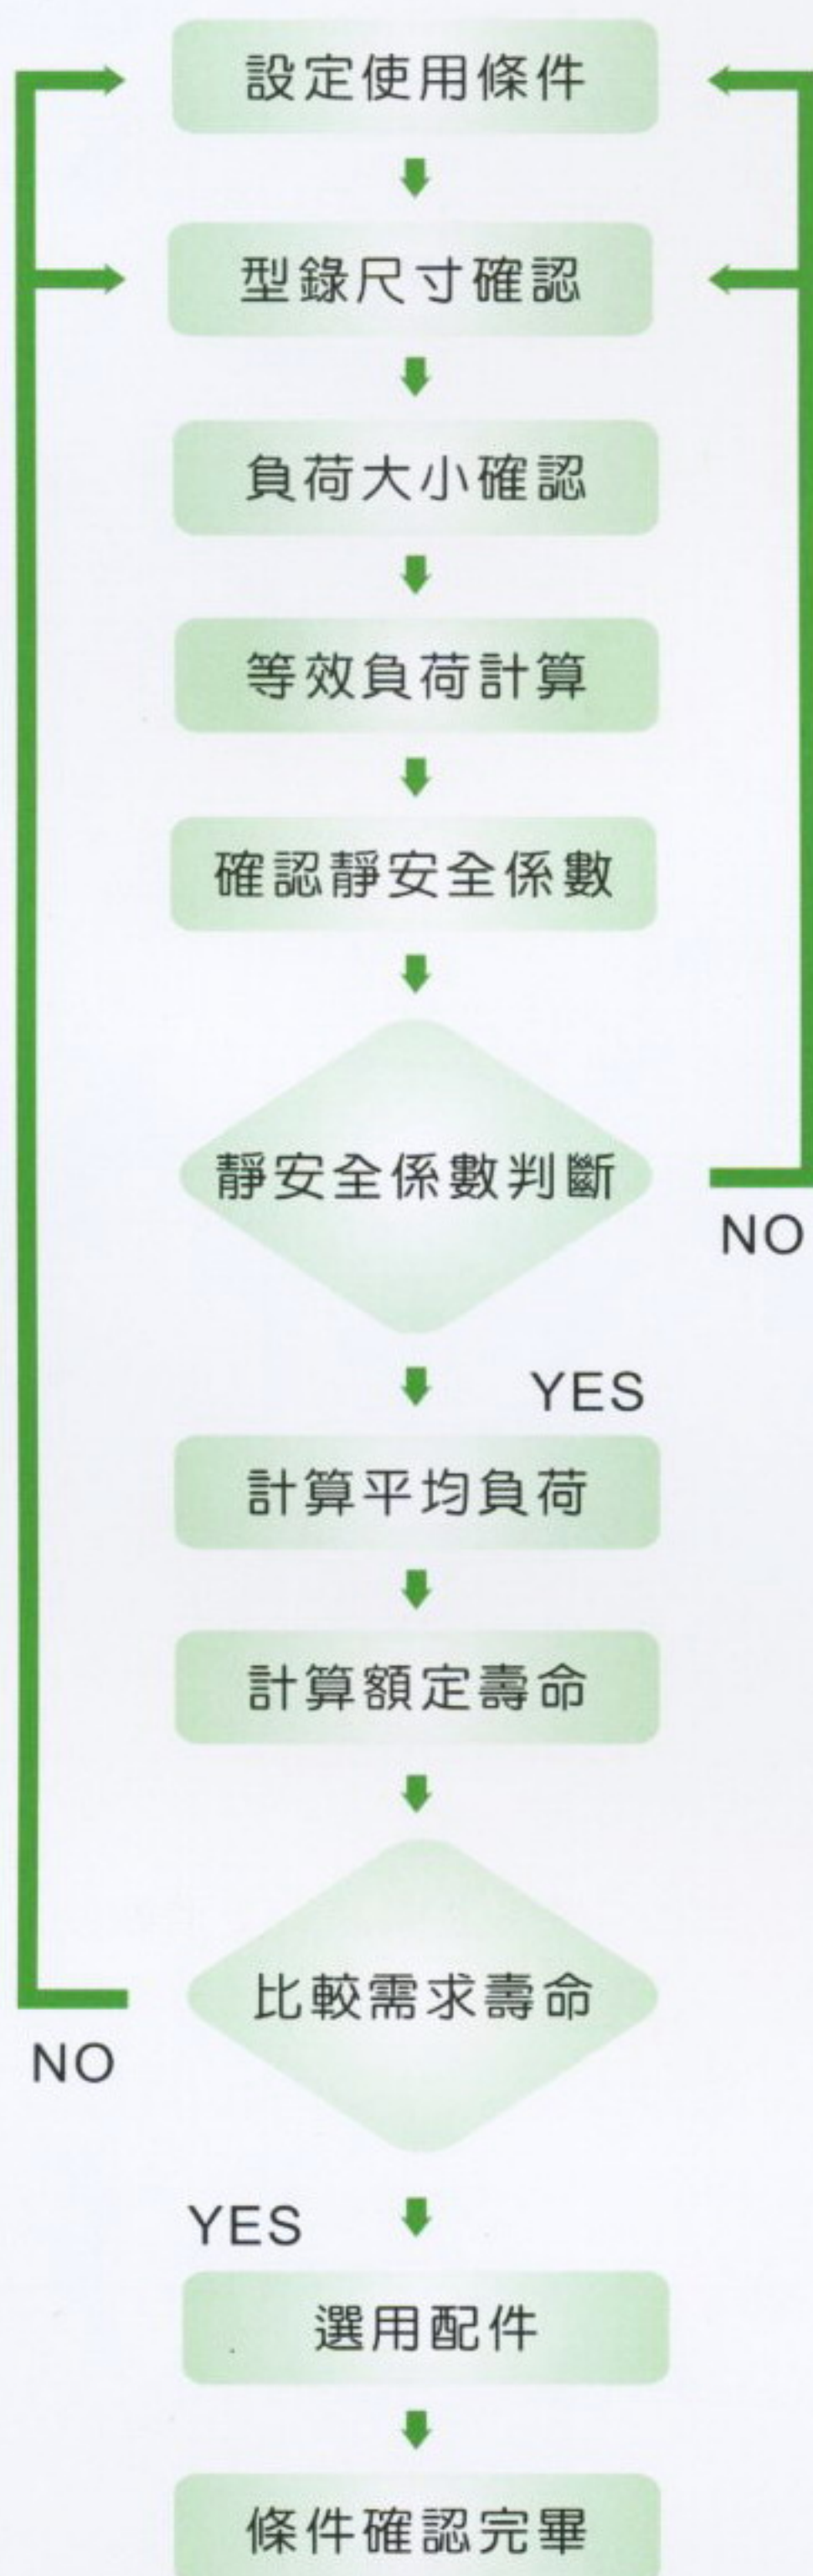 設定使用條件
型錄尺寸確認
負荷大小確認
等效負荷計算
確認靜安全係數
靜安全係數判斷
NO
YES
計算平均負荷
計算額定壽命
比較需求壽命
NO
YES
選用配件
條件確認完畢